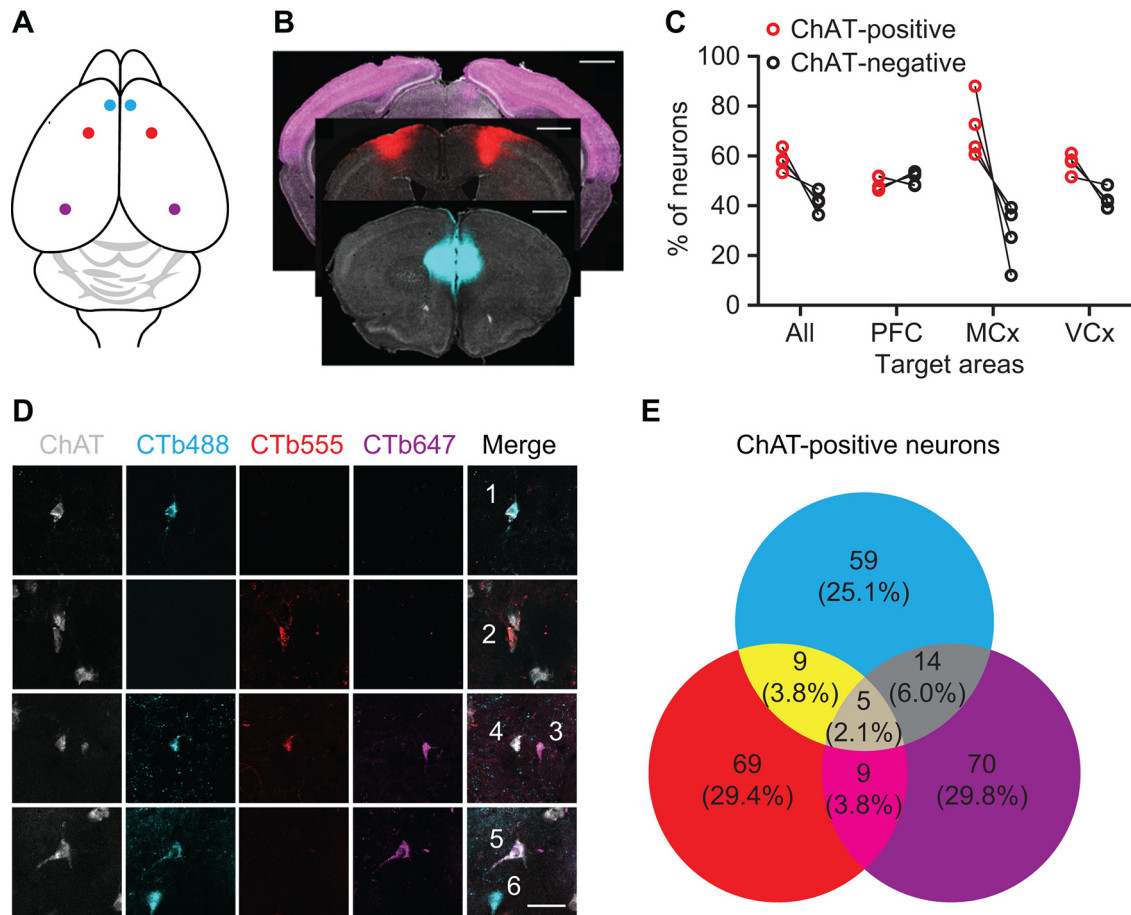 A
B
C
ChAT-positive
ChAT-negative
% of neurons
100
80
60
40
20
0
All
PFC
MCx
VCx
Target areas
D
ChAT
CTb488
CTb555
CTb647
Merge
1
2
4
3
5
6
E
ChAT-positive neurons
59
(25.1%)
9
(3.8%)
14
(6.0%)
5
(2.1%)
69
(29.4%)
9
(3.8%)
70
(29.8%)